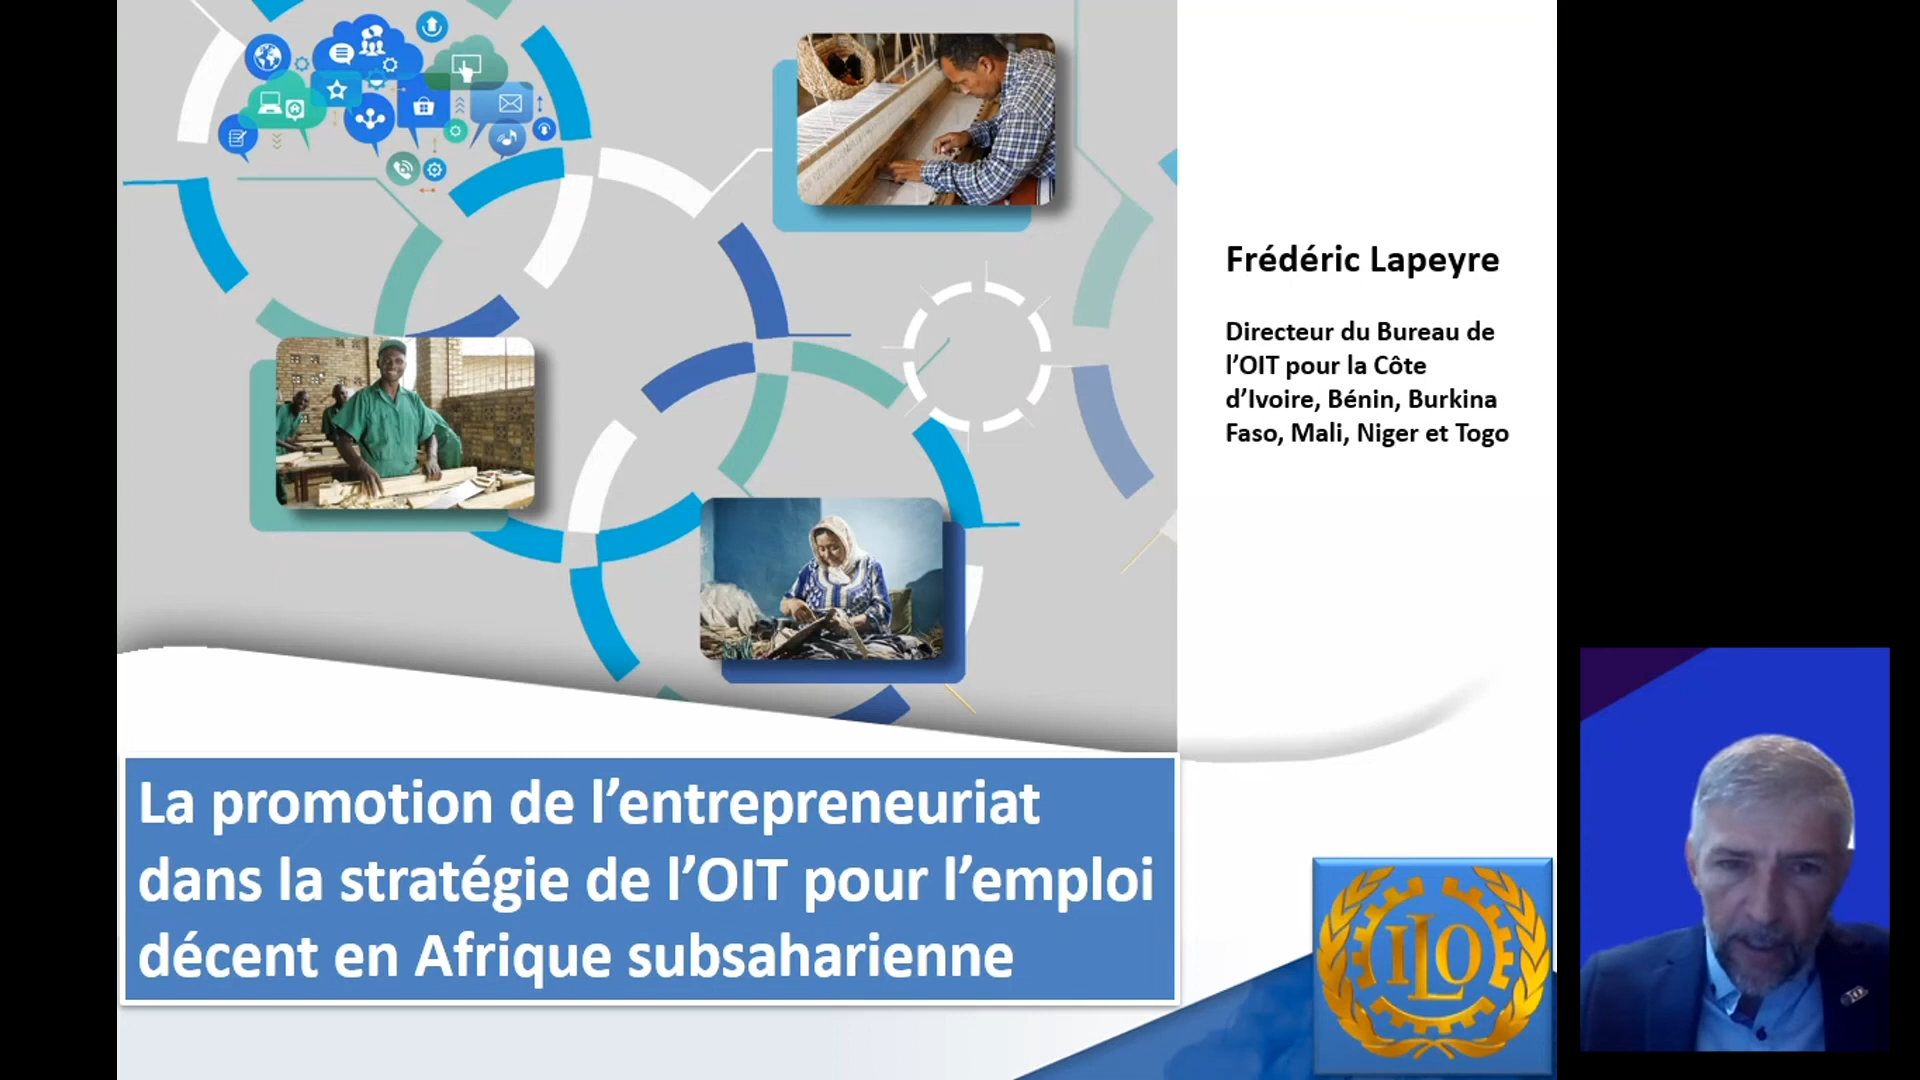 Frédéric Lapeyre
Directeur du Bureau de
l'OIT pour la Côte
d'Ivoire, Bénin, Burkina
Faso, Mali, Niger et Togo
La promotion de l'entrepreneuriat
dans la stratégie de l'OIT pour l'emploi
décent en Afrique subsaharienne
ILO